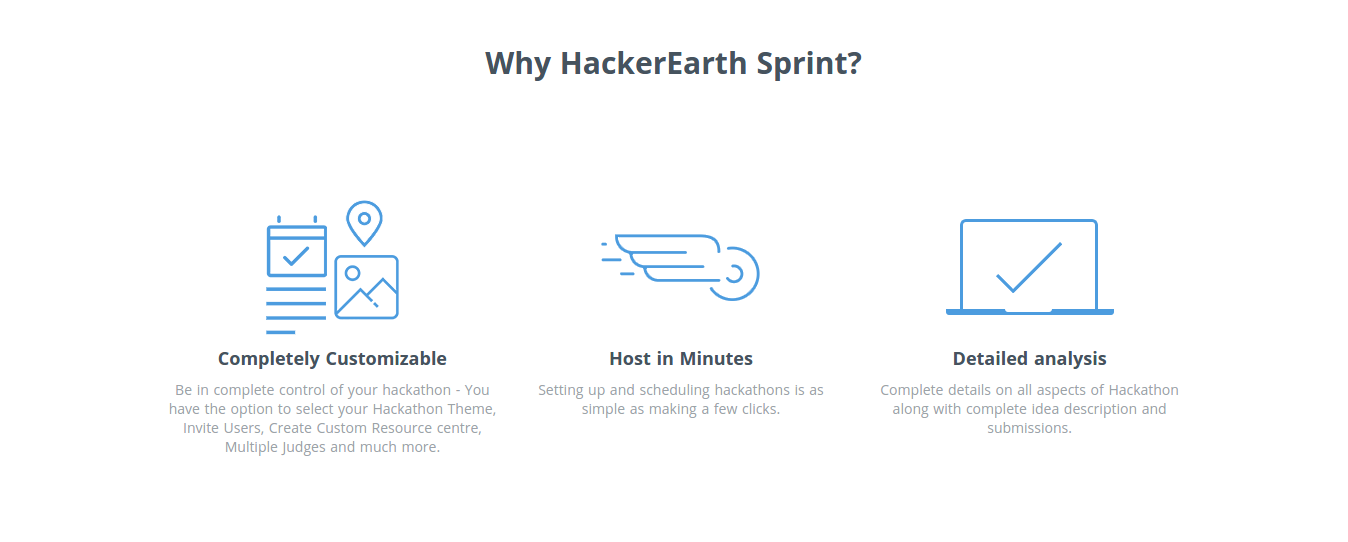 Why HackerEarth Sprint?
Completely Customizable
Be in complete control of your hackathon - You
have the option to select your Hackathon Theme,
Invite Users, Create Custom Resource centre,
Multiple Judges and much more.
Host in Minutes
Setting up and scheduling hackathons is as
simple as making a few clicks.
Detailed analysis
Complete details on all aspects of Hackathon
along with complete idea description and
submissions.